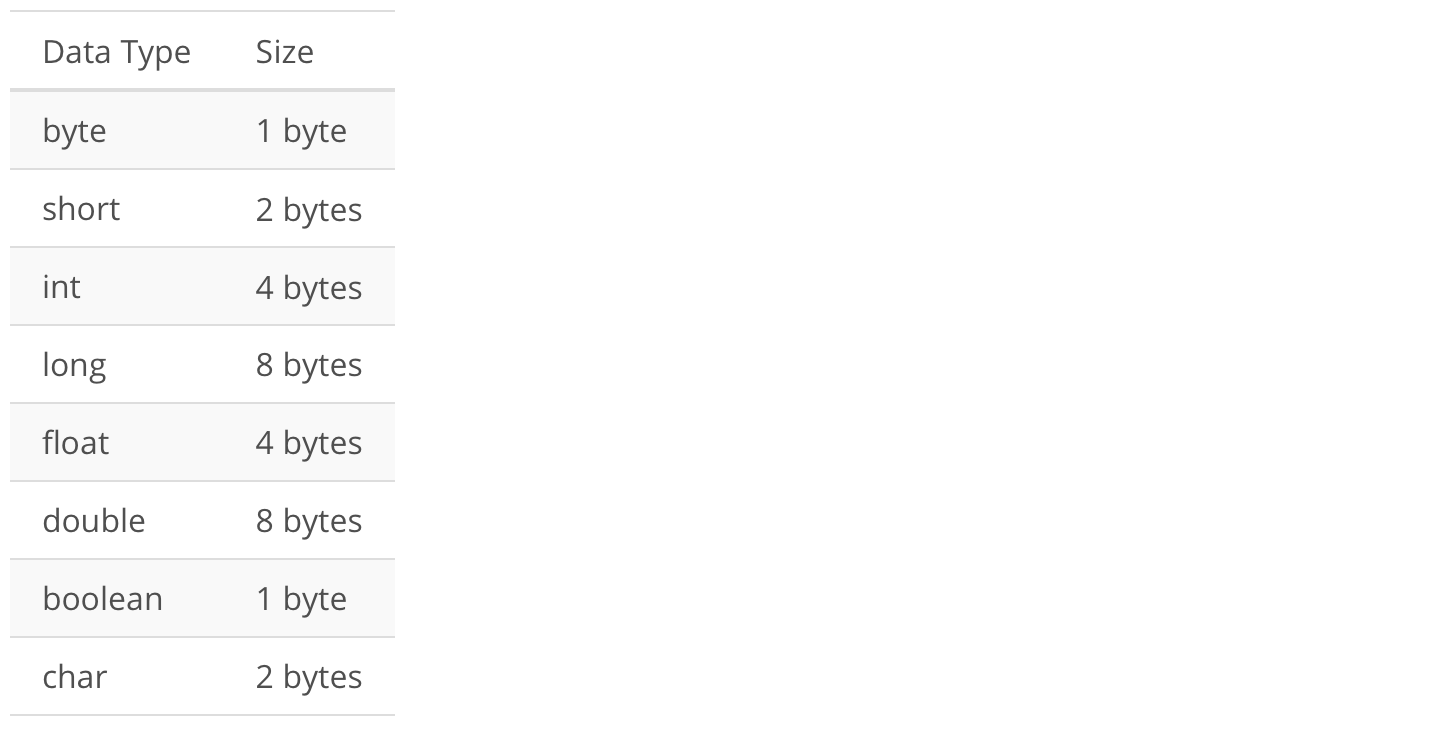 Data Type Size
byte 1 byte
short 2 bytes
int 4 bytes
long 8 bytes
float 4 bytes
double 8 bytes
boolean 1 byte
char 2 bytes